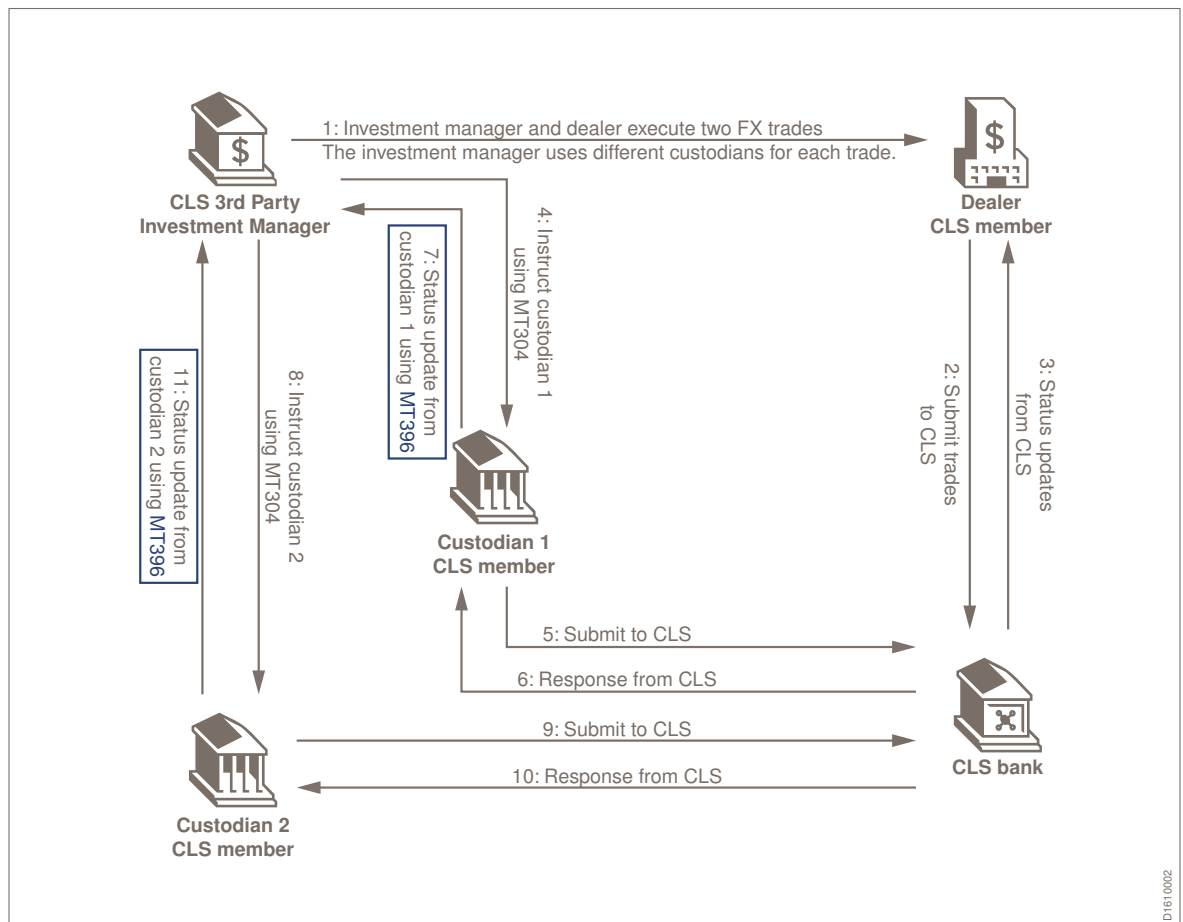 1: Investment manager and dealer execute two FX trades
The investment manager uses different custodians for each trade.
$
$
CLS 3rd Party
Investment Manager
Dealer
CLS member
4: Instruct custodian 1
using MT304
7: Status update from
custodian 1 using MT396
2: Submit trades
to CLS
3: Status updates
from CLS
8: Instruct custodian 2
using MT304
11: Status update from
custodian 2 using MT396
Custodian 1
CLS member
5: Submit to CLS
6: Response from CLS
9: Submit to CLS
10: Response from CLS
CLS bank
Custodian 2
CLS member
D1610002